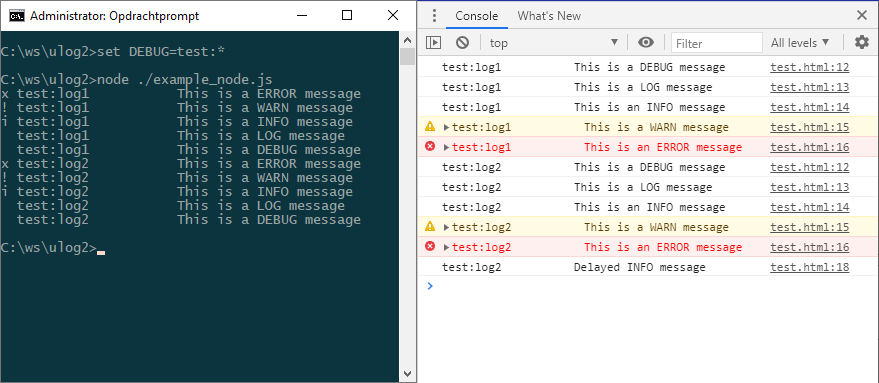 Administrator: Opdrachtprompt
C:\ws\ulog2>set DEBUG=test:*
C:\ws\ulog2>node ./example_node.js
x test:log1 This is a ERROR message
! test:log1 This is a WARN message
i test:log1 This is a INFO message
test:log1 This is a LOG message
test:log1 This is a DEBUG message
x test:log2 This is a ERROR message
! test:log2 This is a WARN message
i test:log2 This is a INFO message
test:log2 This is a LOG message
test:log2 This is a DEBUG message
C:\ws\ulog2>
Console What's New
top Filter All levels
test:log1 This is a DEBUG message test.html:12
test:log1 This is a LOG message test.html:13
test:log1 This is an INFO message test.html:14
test:log1 This is a WARN message test.html:15
test:log1 This is an ERROR message test.html:16
test:log2 This is a DEBUG message test.html:12
test:log2 This is a LOG message test.html:13
test:log2 This is an INFO message test.html:14
test:log2 This is a WARN message test.html:15
test:log2 This is an ERROR message test.html:16
test:log2 Delayed INFO message test.html:18